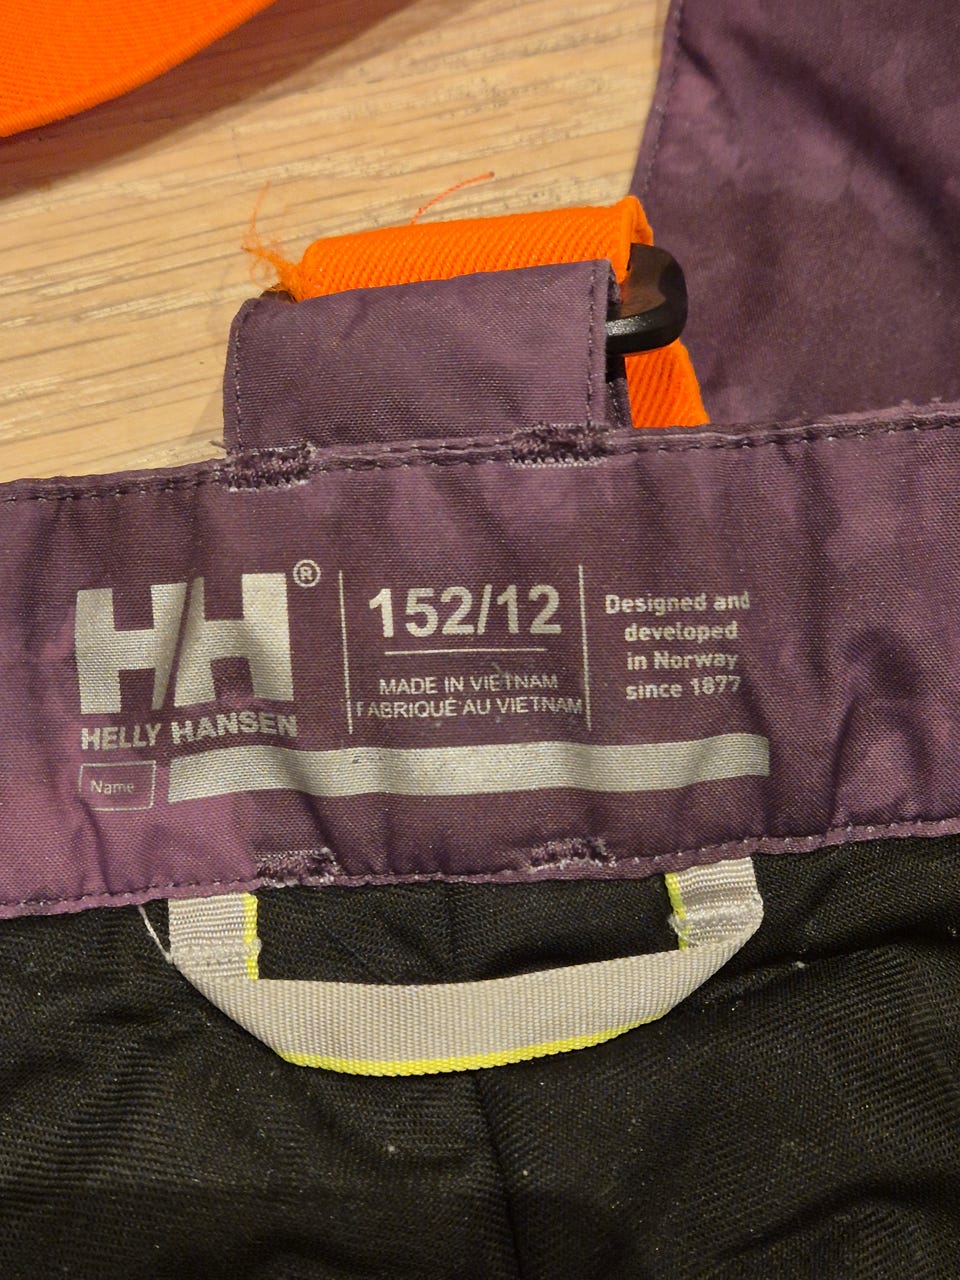 HH®
HELLY HANSEN
Name
152/12
MADE IN VIETNAM
FABRIQUÉ AU VIETNAM
Designed and
developed
in Norway
since 1877